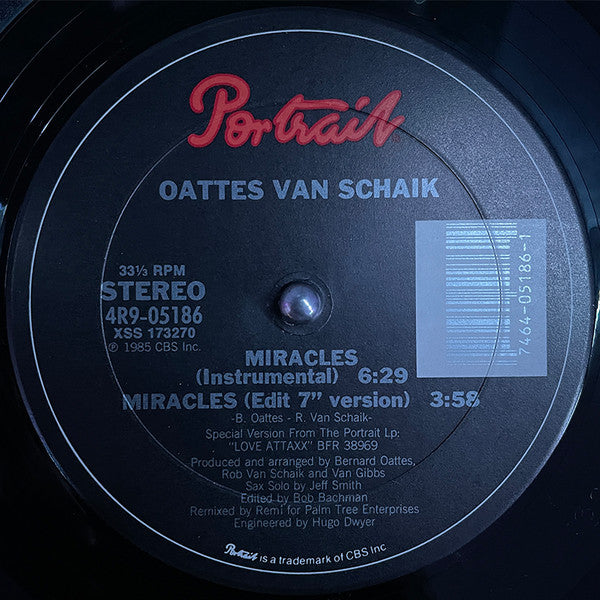 Portrait
OATTES VAN SCHAIK
33⅓ RPM
STEREO
4R9-05186
XSS 173270
℗ 1985 CBS Inc.
7464-05186-1
MIRACLES
(Instrumental) 6:29
MIRACLES (Edit 7" version) 3:58
-B. Oattes - R. Van Schaik-
Special Version From The Portrait Lp:
"LOVE ATTAXX" BFR 38969
Produced and arranged by Bernard Oattes,
Rob Van Schaik and Van Gibbs
Sax Solo by Jeff Smith
Edited by Bob Bachman
Remixed by Remi for Palm Tree Enterprises
Engineered by Hugo Dwyer
Portrait is a trademark of CBS Inc